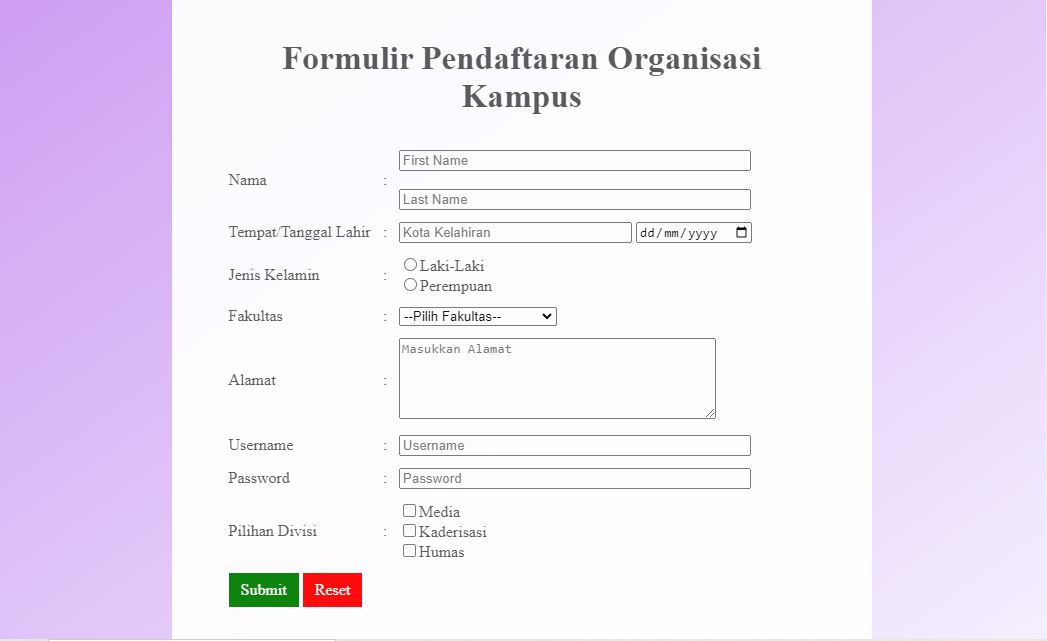 Formulir Pendaftaran Organisasi
Kampus
First Name
Nama :
Last Name
Tempat/Tanggal Lahir : Kota Kelahiran dd/mm/yyyy
Laki-Laki
Jenis Kelamin :
Perempuan
Fakultas : --Pilih Fakultas--
Masukkan Alamat
Alamat :
Username : Username
Password : Password
Media
Pilihan Divisi : Kaderisasi
Humas
Submit Reset